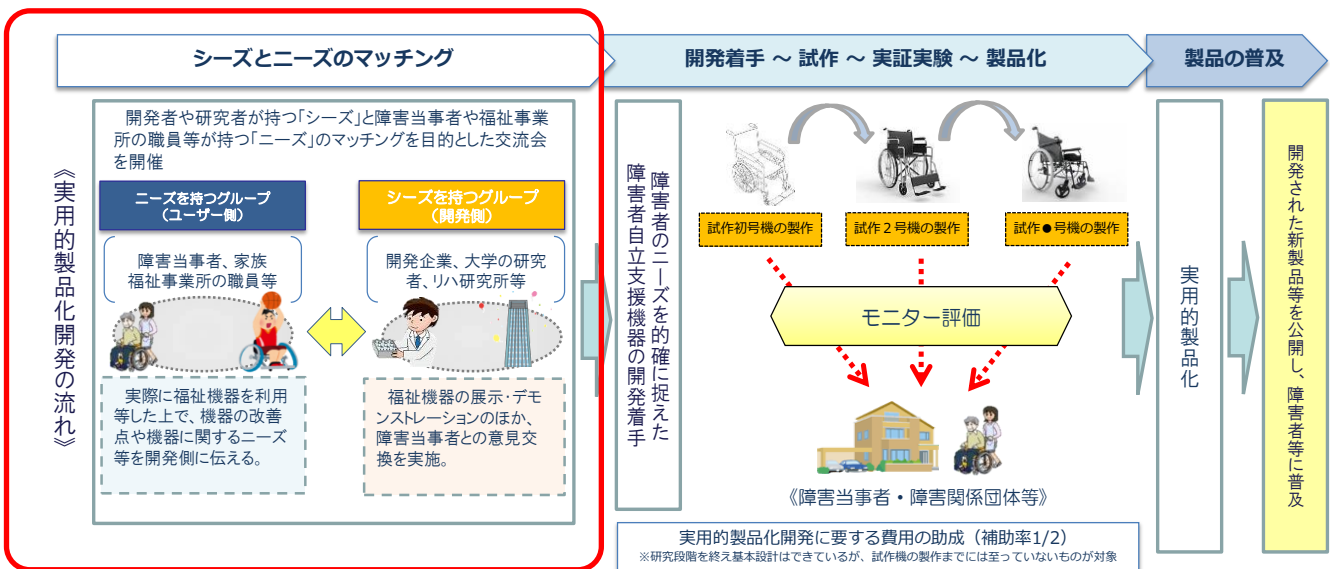 シーズとニーズのマッチング
開発着手 ～ 試作 ～ 実証実験 ～ 製品化
製品の普及
《実用的製品化開発の流れ》
開発者や研究者が持つ「シーズ」と障害当事者や福祉事業
所の職員等が持つ「ニーズ」のマッチングを目的とした交流会
を開催
ニーズを持つグループ
（ユーザー側）
シーズを持つグループ
（開発側）
障害当事者、家族
福祉事業所の職員等
開発企業、大学の研究
者、リハ研究所等
実際に福祉機器を利用
等した上で、機器の改善
点や機器に関するニーズ
等を開発側に伝える。
福祉機器の展示・デモ
ンストレーションのほか、
障害当事者との意見交
換を実施。
障害者のニーズを的確に捉えた
障害者自立支援機器の開発着手
試作初号機の製作
試作２号機の製作
試作●号機の製作
モニター評価
《障害当事者・障害関係団体等》
実用的製品化開発に要する費用の助成（補助率1/2）
※研究段階を終え基本設計はできているが、試作機の製作までには至っていないものが対象
実用的製品化
開発された新製品等を公開し、障害者等に普及